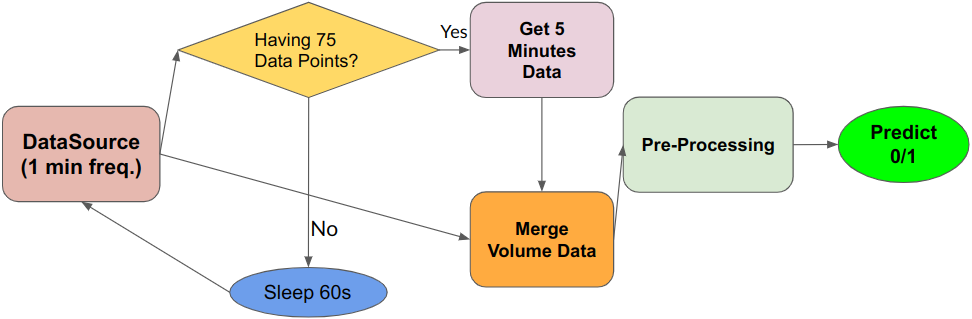 Having 75
Data Points?
Yes
Get 5
Minutes
Data
DataSource
(1 min freq.)
Pre-Processing
Predict
0/1
No
Merge
Volume Data
Sleep 60s